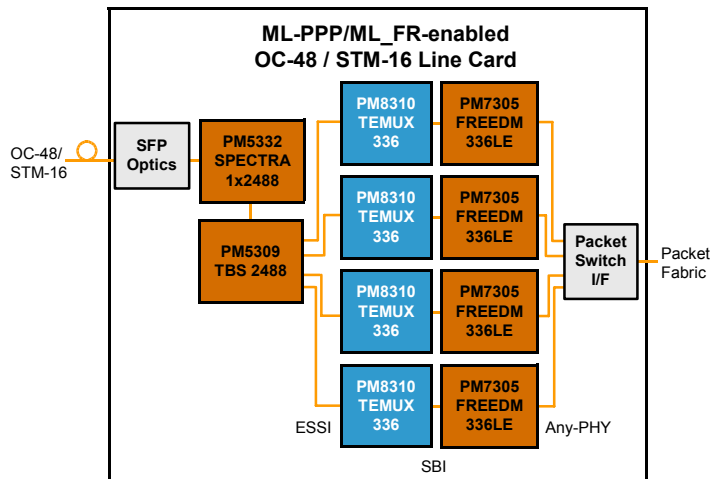 ML-PPP/ML_FR-enabled
OC-48 / STM-16 Line Card
OC-48/
STM-16
SFP
Optics
PM5332
SPECTRA
1x2488
PM5309
TBS 2488
PM8310
TEMUX
336
PM7305
FREEDM
336LE
PM8310
TEMUX
336
PM7305
FREEDM
336LE
PM8310
TEMUX
336
PM7305
FREEDM
336LE
PM8310
TEMUX
336
PM7305
FREEDM
336LE
Packet
Switch
I/F
Packet
Fabric
ESSI
SBI
Any-PHY